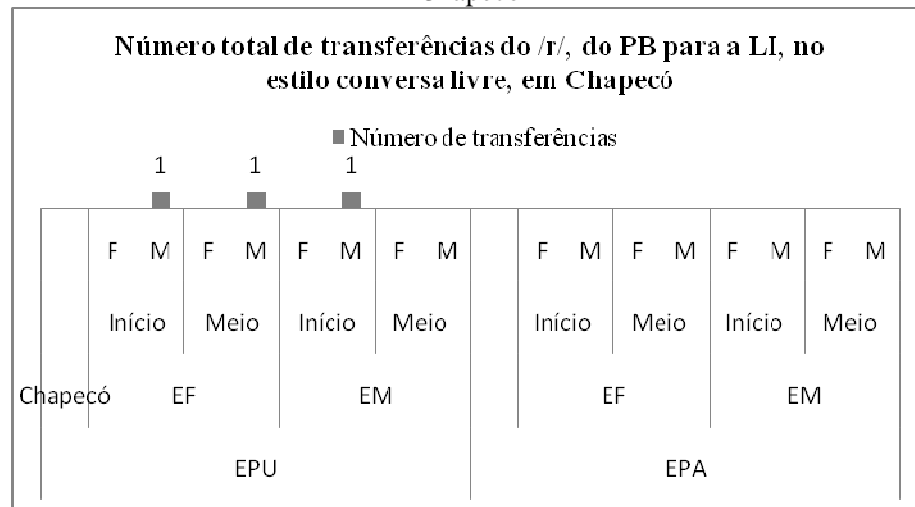 Número total de transferências do /r/, do PB para a LI, no
estilo conversa livre, em Chapecó
Número de transferências
1 1 1
F M F M F M F M F M F M F M F M
Início Meio Início Meio Início Meio Início Meio
Chapecó EF EM EF EM
EPU EPA